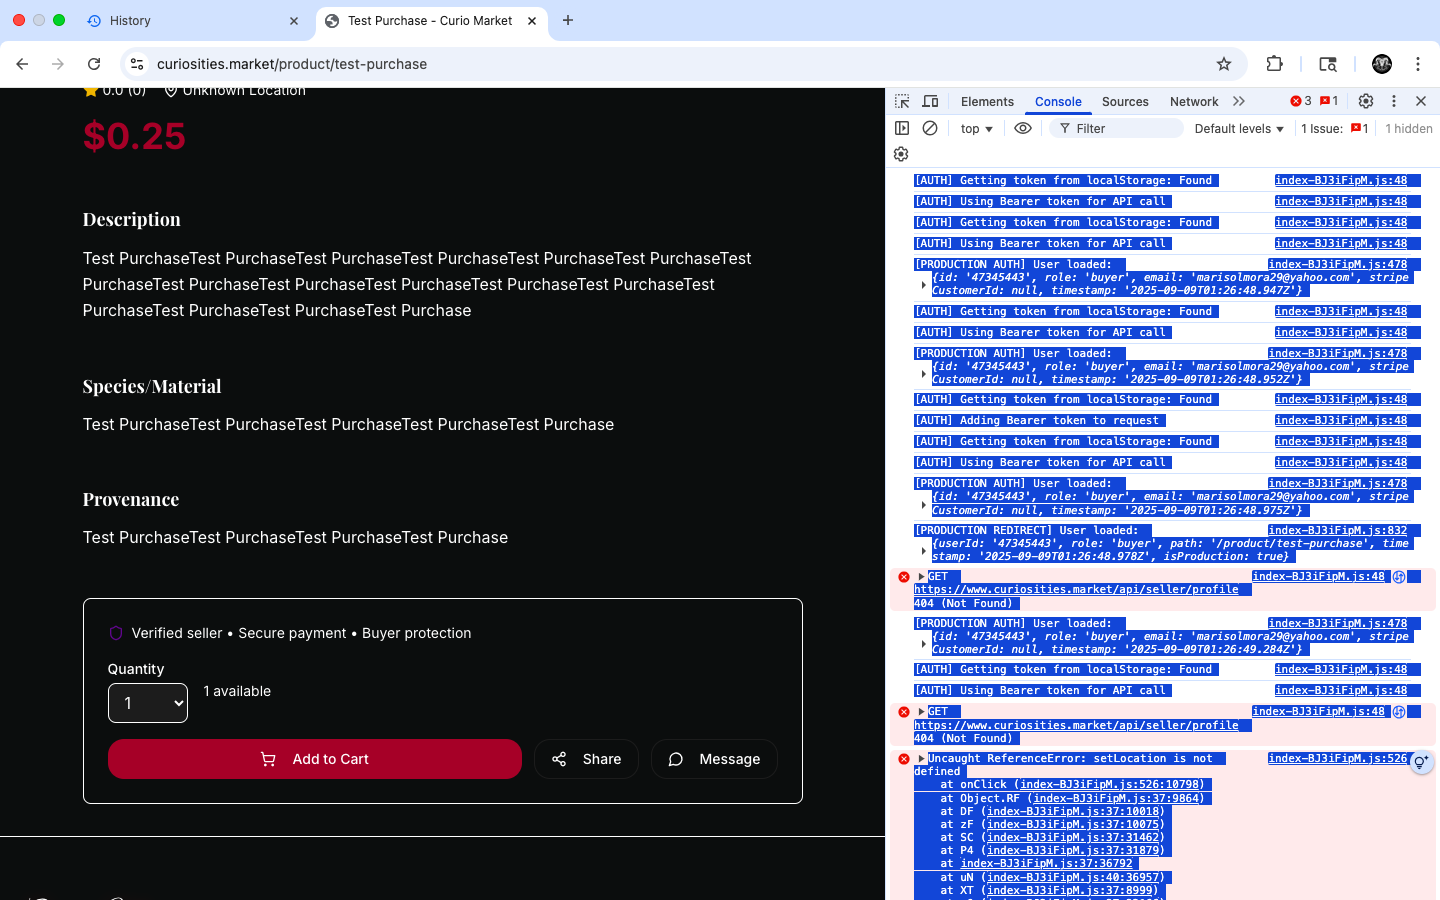 History
Test Purchase - Curio Market
curiosities.market/product/test-purchase
0.0 (0) Unknown Location
$0.25
Description
Test PurchaseTest PurchaseTest PurchaseTest PurchaseTest PurchaseTest PurchaseTest
PurchaseTest PurchaseTest PurchaseTest PurchaseTest PurchaseTest PurchaseTest
PurchaseTest PurchaseTest PurchaseTest Purchase
Species/Material
Test PurchaseTest PurchaseTest PurchaseTest PurchaseTest Purchase
Provenance
Test PurchaseTest PurchaseTest PurchaseTest Purchase
Verified seller • Secure payment • Buyer protection
Quantity
1
1 available
Add to Cart
Share
Message
Elements Console Sources Network 3 1
top Filter Default levels 1 Issue: 1 1 hidden
[AUTH] Getting token from localStorage: Found index-BJ3iFipM.js:48
[AUTH] Using Bearer token for API call index-BJ3iFipM.js:48
[AUTH] Getting token from localStorage: Found index-BJ3iFipM.js:48
[AUTH] Using Bearer token for API call index-BJ3iFipM.js:48
[PRODUCTION AUTH] User loaded: index-BJ3iFipM.js:478
{id: '47345443', role: 'buyer', email: 'marisolmora29@yahoo.com', stripe
CustomerId: null, timestamp: '2025-09-09T01:26:48.947Z'}
[AUTH] Getting token from localStorage: Found index-BJ3iFipM.js:48
[AUTH] Using Bearer token for API call index-BJ3iFipM.js:48
[PRODUCTION AUTH] User loaded: index-BJ3iFipM.js:478
{id: '47345443', role: 'buyer', email: 'marisolmora29@yahoo.com', stripe
CustomerId: null, timestamp: '2025-09-09T01:26:48.952Z'}
[AUTH] Getting token from localStorage: Found index-BJ3iFipM.js:48
[AUTH] Adding Bearer token to request index-BJ3iFipM.js:48
[AUTH] Getting token from localStorage: Found index-BJ3iFipM.js:48
[AUTH] Using Bearer token for API call index-BJ3iFipM.js:48
[PRODUCTION AUTH] User loaded: index-BJ3iFipM.js:478
{id: '47345443', role: 'buyer', email: 'marisolmora29@yahoo.com', stripe
CustomerId: null, timestamp: '2025-09-09T01:26:48.975Z'}
[PRODUCTION REDIRECT] User loaded: index-BJ3iFipM.js:832
{userId: '47345443', role: 'buyer', path: '/product/test-purchase', time
stamp: '2025-09-09T01:26:48.978Z', isProduction: true}
GET index-BJ3iFipM.js:48
https://www.curiosities.market/api/seller/profile
404 (Not Found)
[PRODUCTION AUTH] User loaded: index-BJ3iFipM.js:478
{id: '47345443', role: 'buyer', email: 'marisolmora29@yahoo.com', stripe
CustomerId: null, timestamp: '2025-09-09T01:26:49.284Z'}
[AUTH] Getting token from localStorage: Found index-BJ3iFipM.js:48
[AUTH] Using Bearer token for API call index-BJ3iFipM.js:48
GET index-BJ3iFipM.js:48
https://www.curiosities.market/api/seller/profile
404 (Not Found)
Uncaught ReferenceError: setLocation is not index-BJ3iFipM.js:526
defined
at onClick (index-BJ3iFipM.js:526:10798)
at Object.RF (index-BJ3iFipM.js:37:9864)
at DF (index-BJ3iFipM.js:37:10018)
at zF (index-BJ3iFipM.js:37:10075)
at SC (index-BJ3iFipM.js:37:31462)
at P4 (index-BJ3iFipM.js:37:31879)
at index-BJ3iFipM.js:37:36792
at uN (index-BJ3iFipM.js:40:36957)
at XT (index-BJ3iFipM.js:37:8999)